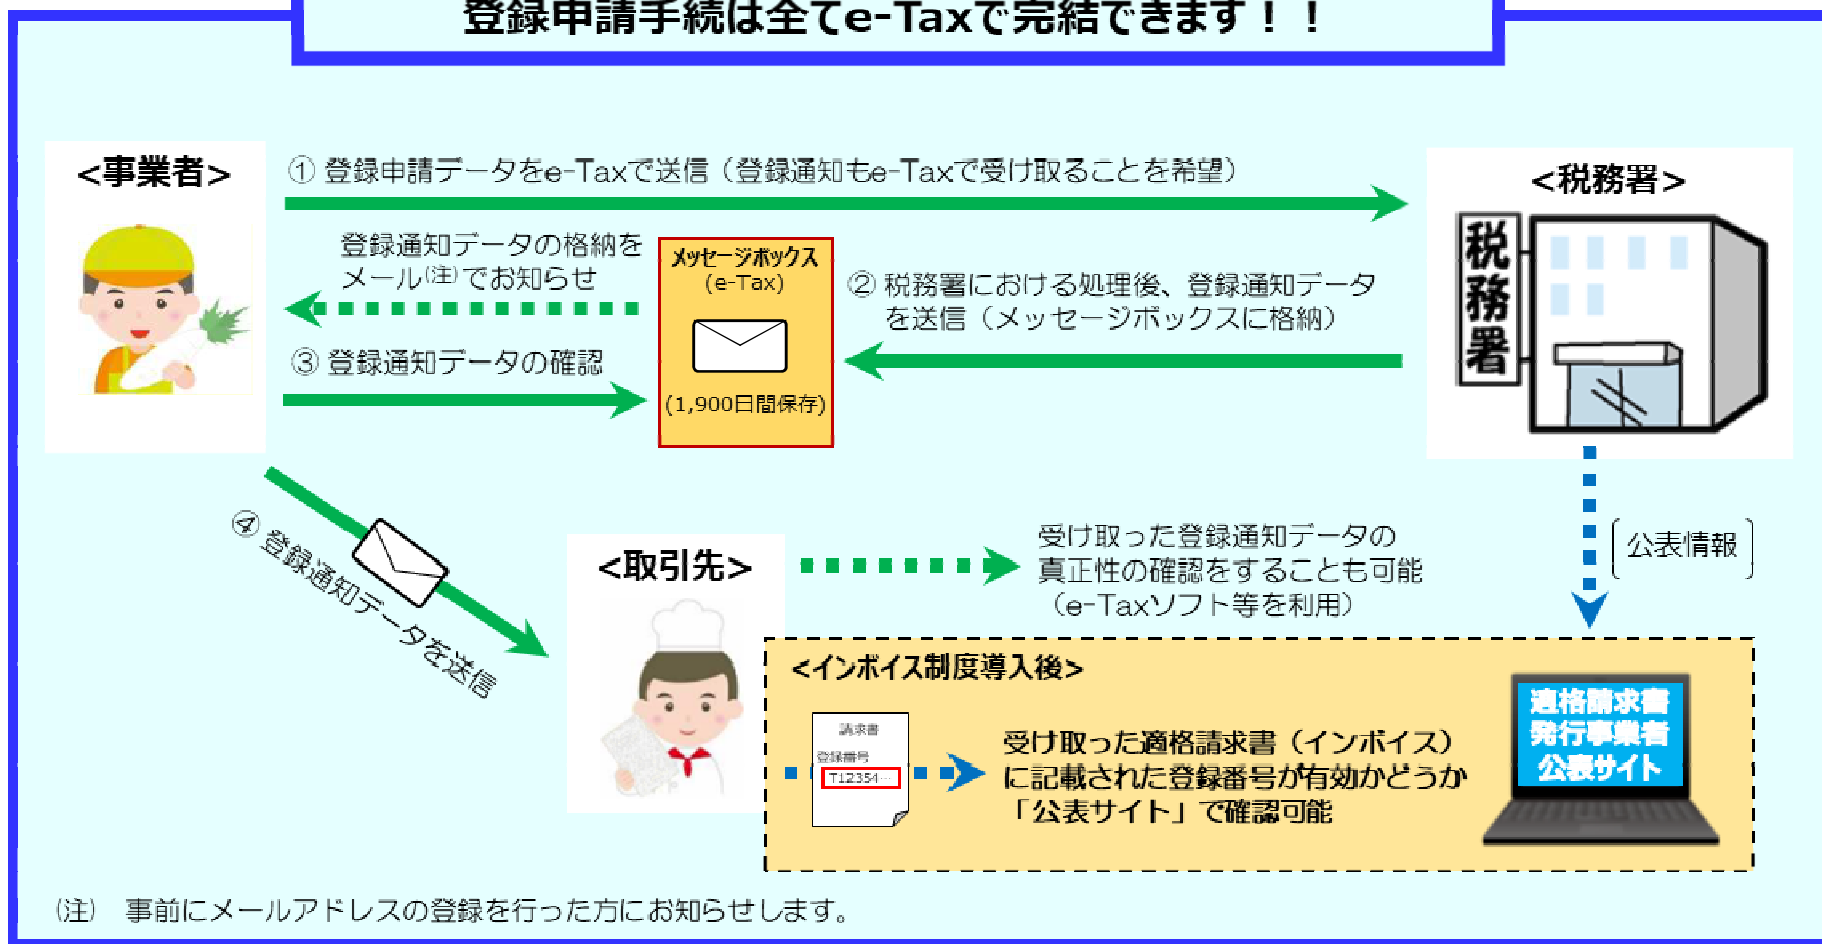 登録申請手続は全てe-Taxで完結できます！！
<事業者>
① 登録申請データをe-Taxで送信（登録通知もe-Taxで受け取ることを希望）
<税務署>
税務署
登録通知データの格納を
メール(注)でお知らせ
メッセージボックス
(e-Tax)
(1,900日間保存)
② 税務署における処理後、登録通知データ
を送信（メッセージボックスに格納）
③ 登録通知データの確認
④ 登録通知データを送信
<取引先>
受け取った登録通知データの
真正性の確認をすることも可能
（e-Taxソフト等を利用）
公表情報
<インボイス制度導入後>
請求書
登録番号
T12354…
受け取った適格請求書（インボイス）
に記載された登録番号が有効かどうか
「公表サイト」で確認可能
適格請求書
発行事業者
公表サイト
(注)　事前にメールアドレスの登録を行った方にお知らせします。